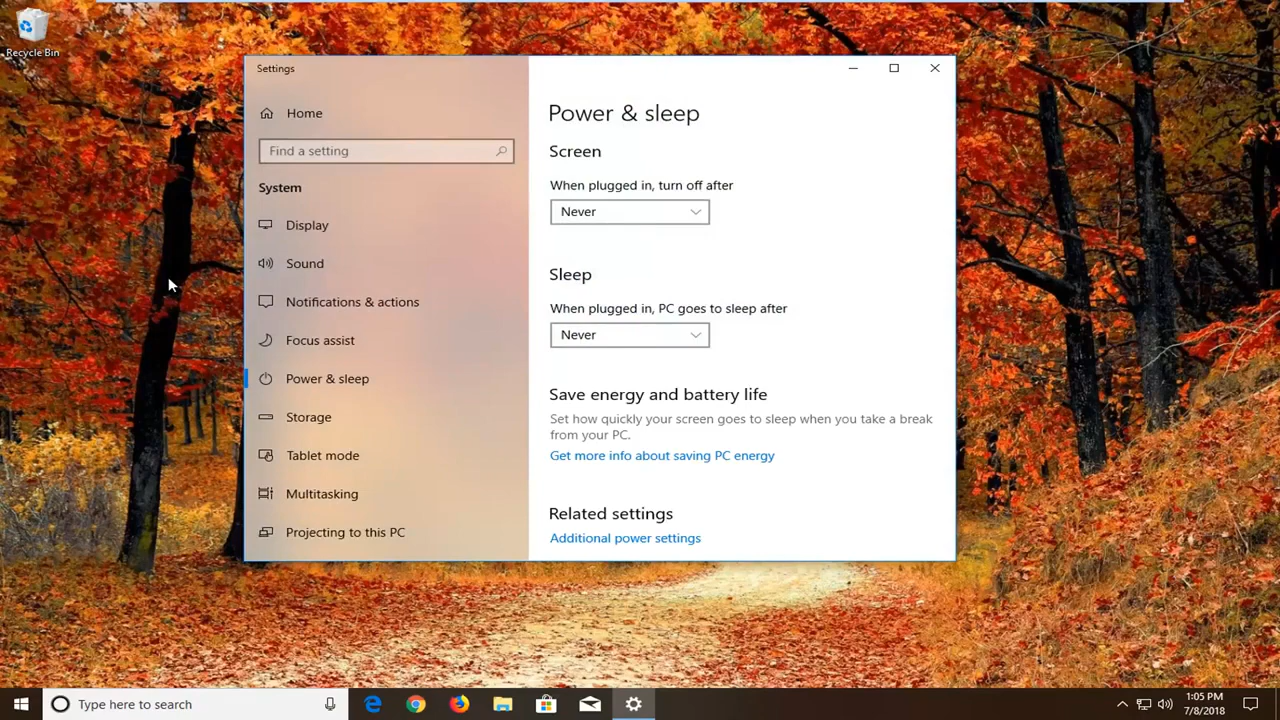 Recycle Bin
Settings
Home
Find a setting
System
Display
Sound
Notifications & actions
Focus assist
Power & sleep
Storage
Tablet mode
Multitasking
Projecting to this PC
Power & sleep
Screen
When plugged in, turn off after
Never
Sleep
When plugged in, PC goes to sleep after
Never
Save energy and battery life
Set how quickly your screen goes to sleep when you take a break
from your PC.
Get more info about saving PC energy
Related settings
Additional power settings
Type here to search
1:05 PM
7/8/2018